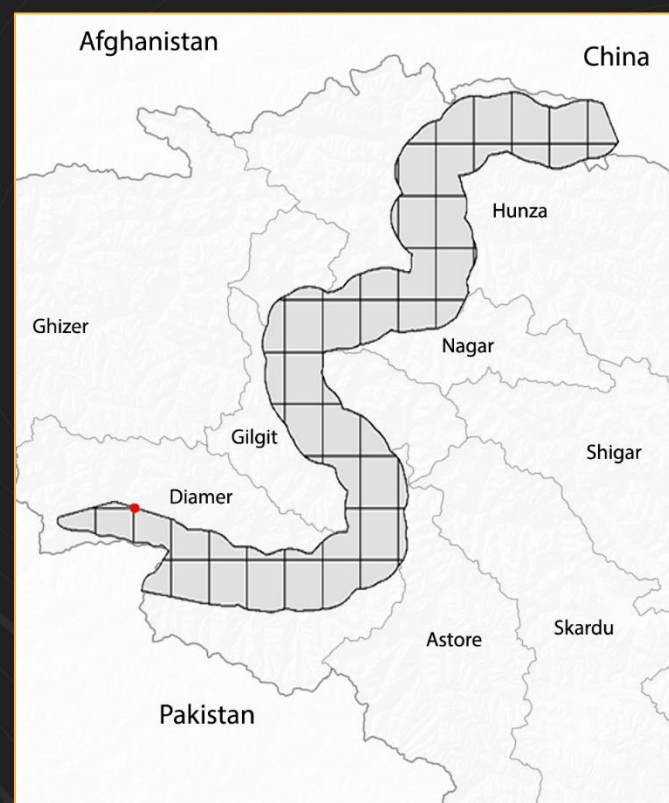 Afghanistan
China
Hunza
Ghizer
Nagar
Gilgit
Shigar
Diamer
Skardu
Astore
Pakistan